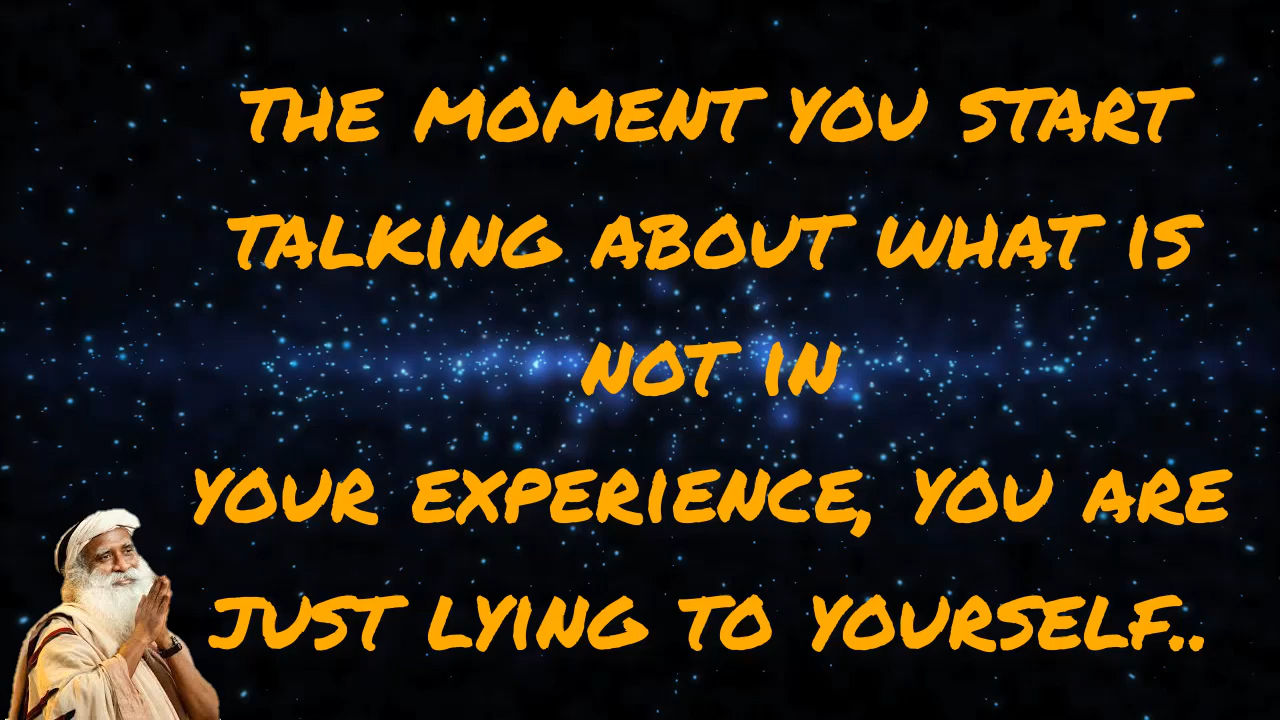 THE MOMENT YOU START
TALKING ABOUT WHAT IS
NOT IN
YOUR EXPERIENCE, YOU ARE
JUST LYING TO YOURSELF..